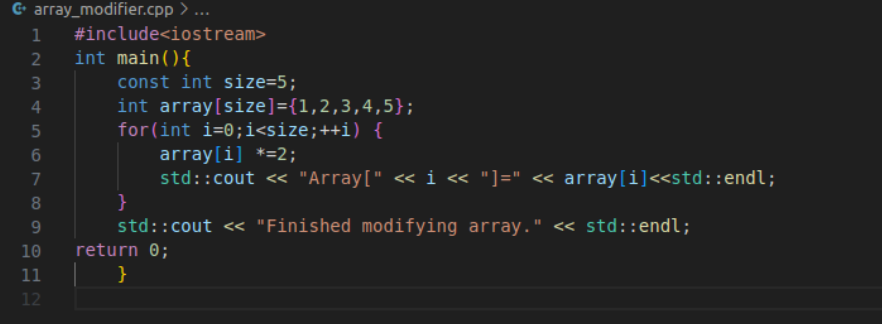 array_modifier.cpp > ...
1 #include<iostream>
2 int main(){
3     const int size=5;
4     int array[size]={1,2,3,4,5};
5     for(int i=0;i<size;++i) {
6         array[i] *=2;
7         std::cout << "Array[" << i << "]=" << array[i]<<std::endl;
8     }
9     std::cout << "Finished modifying array." << std::endl;
10 return 0;
11     }
12